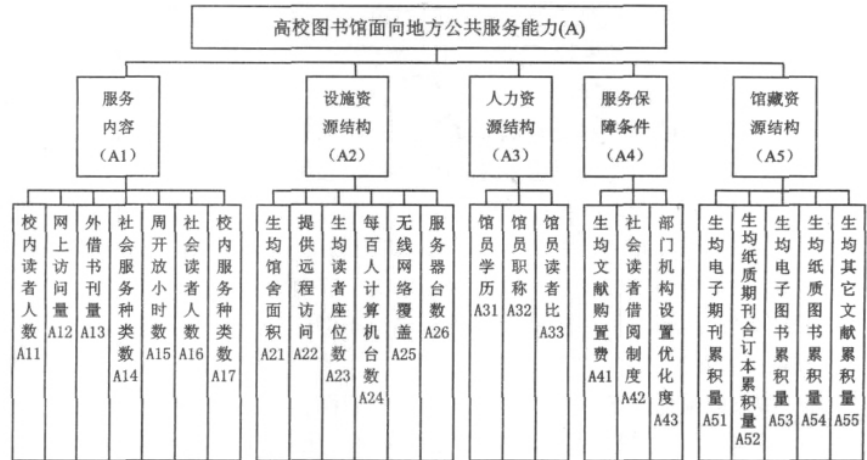 高校图书馆面向地方公共服务能力(A)
服务
内容
(A1)
设施资
源结构
(A2)
人力资
源结构
(A3)
服务保
障条件
(A4)
馆藏资
源结构
(A5)
校内读者人数A11
网上访问量A12
外借书刊量A13
社会服务种类数A14
周开放小时数A15
社会读者人数A16
校内服务种类数A17
生均馆舍面积A21
提供远程访问A22
生均读者座位数A23
每百人计算机台数A24
无线网络覆盖A25
服务器台数A26
馆员学历A31
馆员职称A32
馆员读者比A33
生均文献购置费A41
社会读者借阅制度A42
部门机构设置优化度A43
生均电子期刊累积量A51
生均纸质期刊合订本累积量A52
生均电子图书累积量A53
生均纸质图书累积量A54
生均其它文献累积量A55